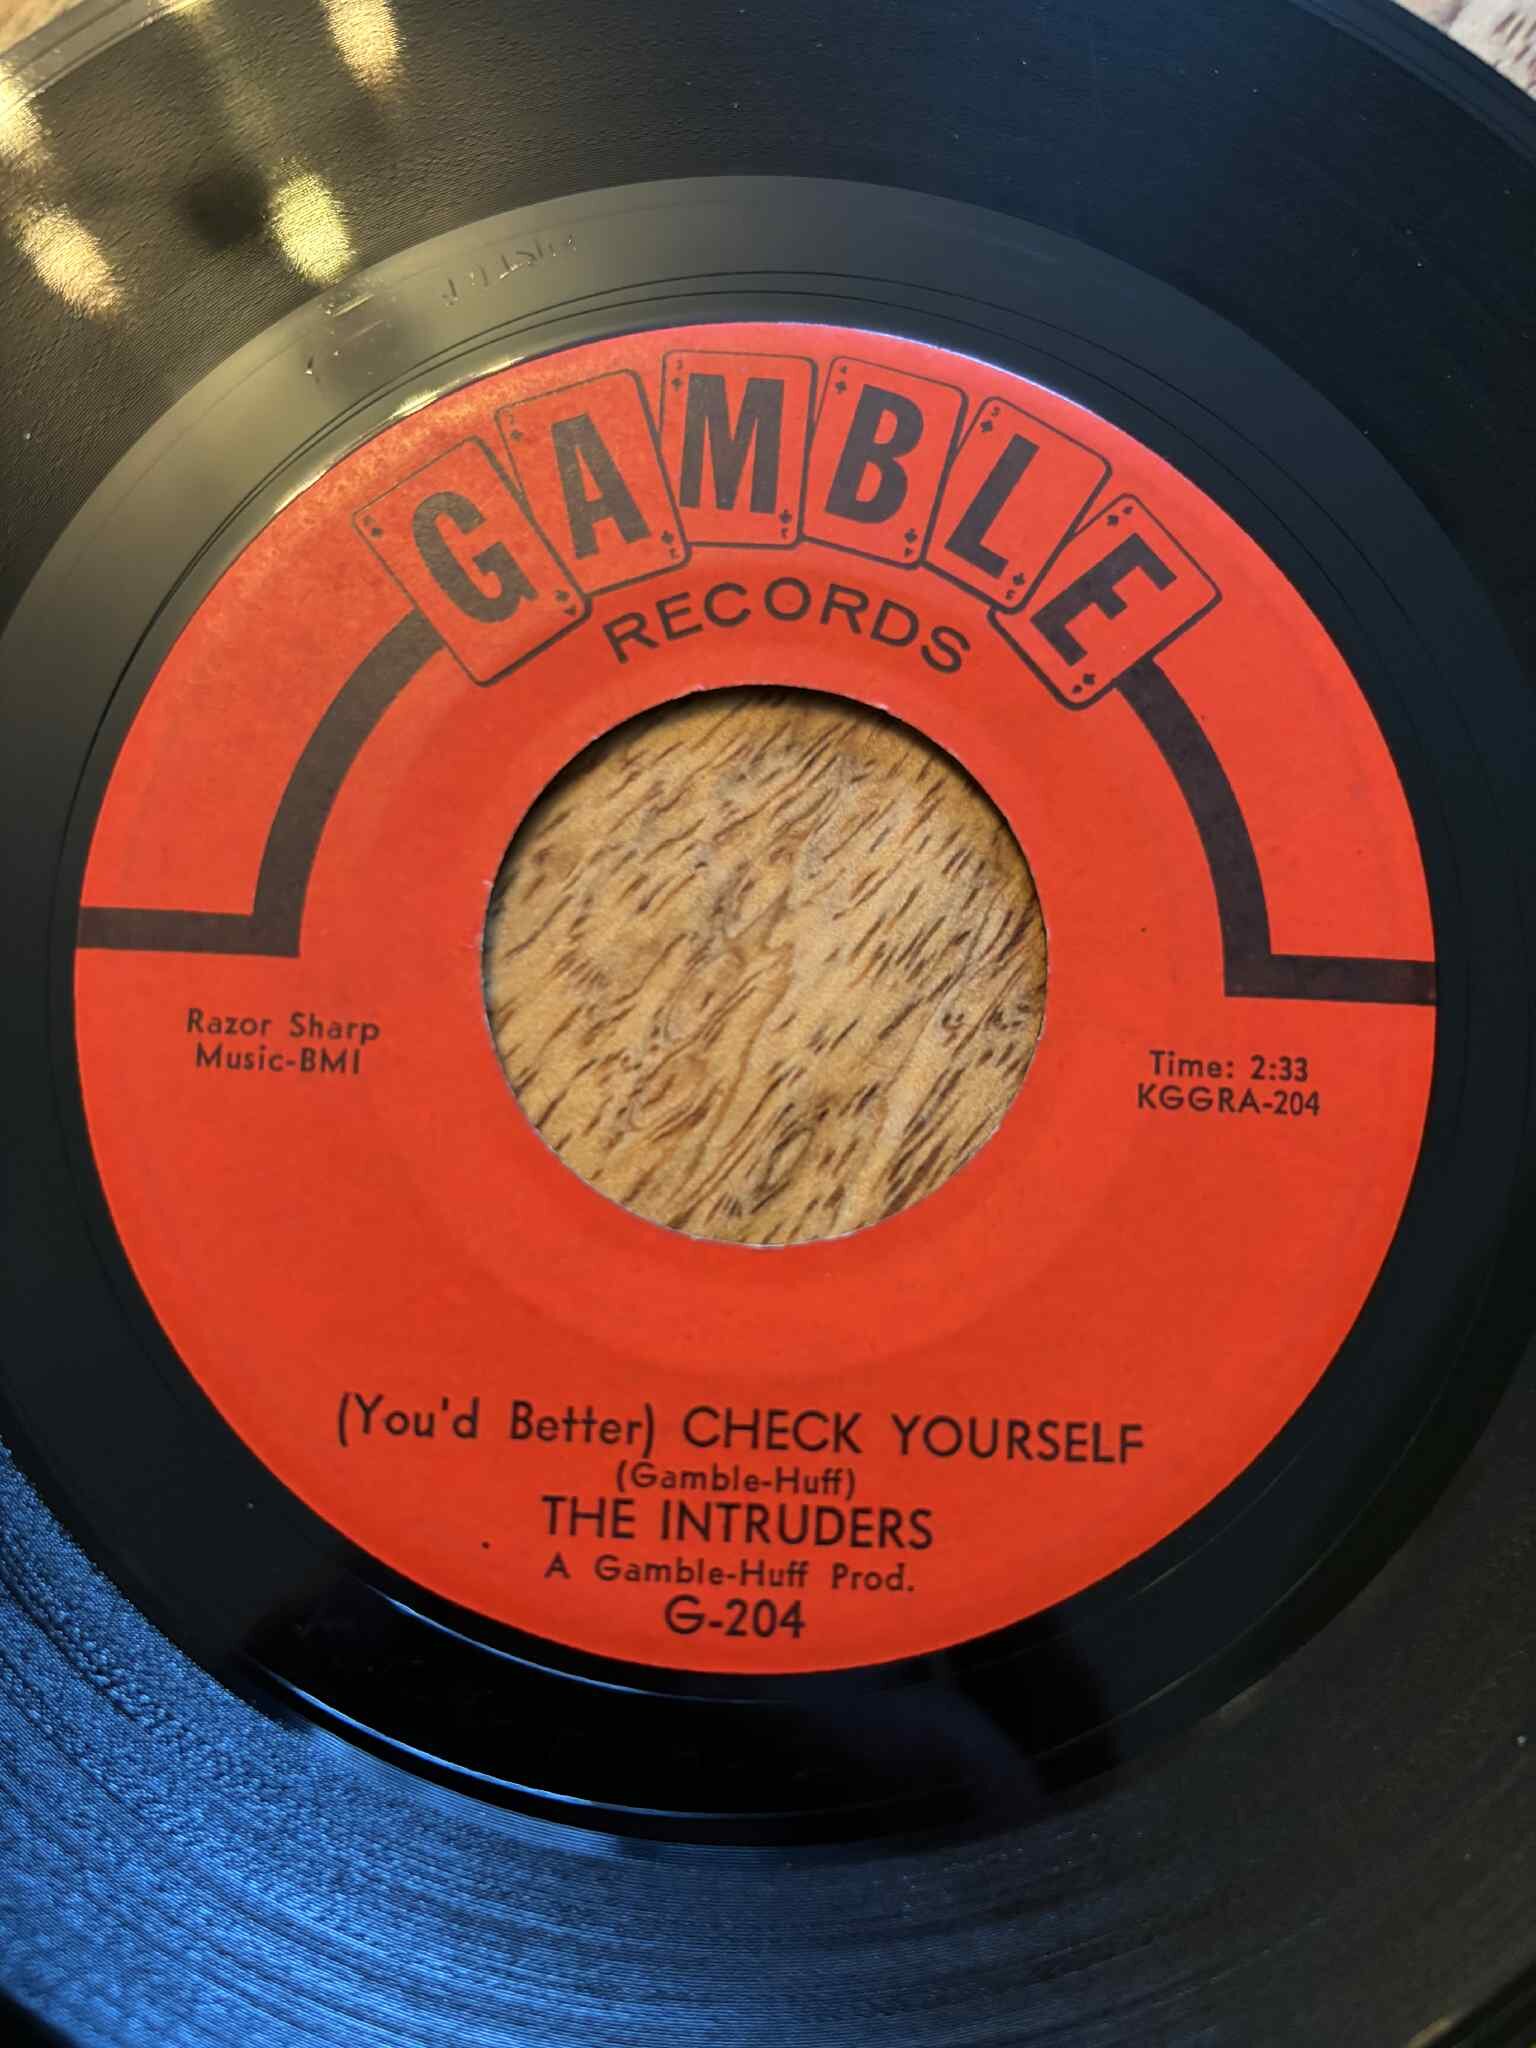 GAMBLE
RECORDS
Razor Sharp
Music-BMI
Time: 2:33
KGGRA-204
(You'd Better) CHECK YOURSELF
(Gamble-Huff)
THE INTRUDERS
A Gamble-Huff Prod.
G-204